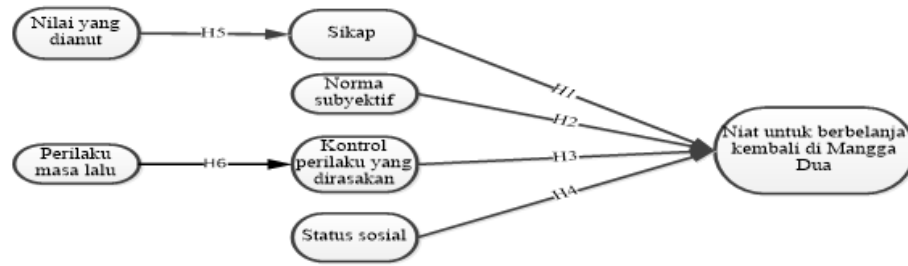 Nilai yang
dianut
H5
Sikap
H1
Norma
subyektif
H2
Niat untuk berbelanja
kembali di Mangga
Dua
Perilaku
masa lalu
H6
Kontrol
perilaku yang
dirasakan
H3
H4
Status sosial